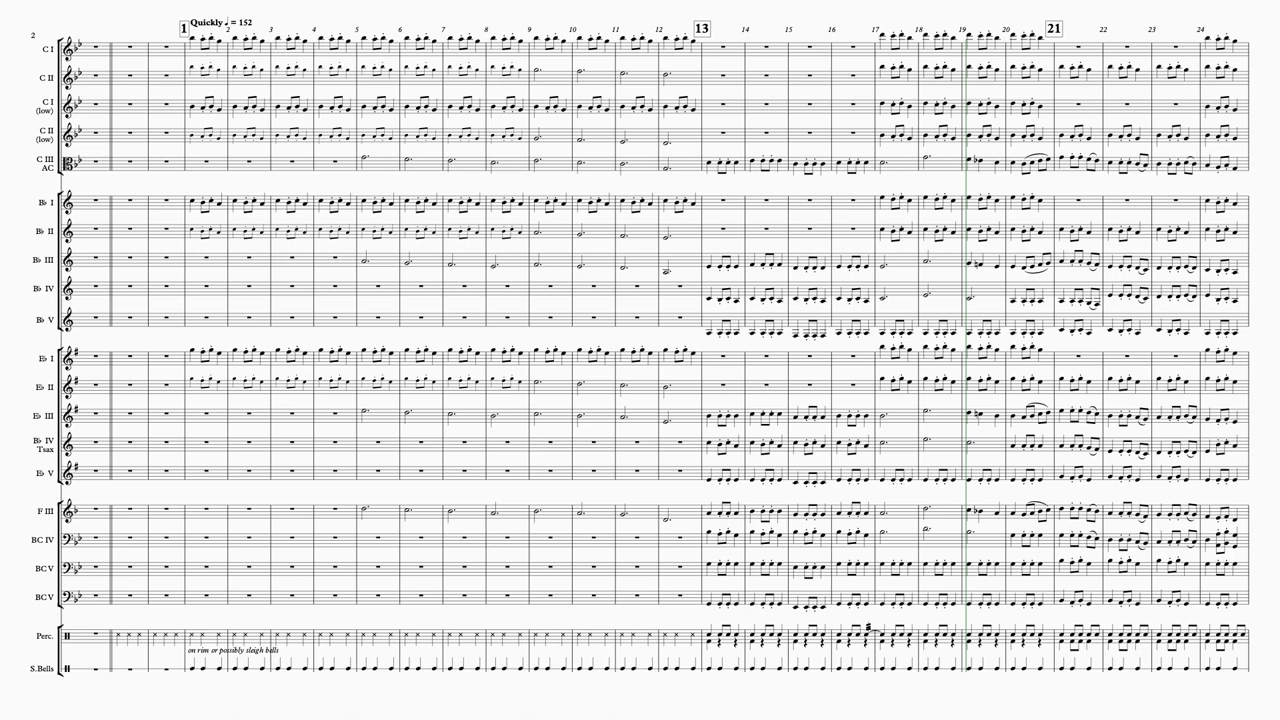 1 Quickly ♩ = 152 13 21
2 2 3 4 5 6 7 8 9 10 11 12 14 15 16 17 18 19 20 22 23 24
C I
C II
C I
(low)
C II
(low)
C III
AC
B♭ I
B♭ II
B♭ III
B♭ IV
B♭ V
E♭ I
E♭ II
E♭ III
B♭ IV
Tsax
E♭ V
F III
BC IV
BC V
BC V
Perc.
on rim or possibly sleigh bells
S.Bells